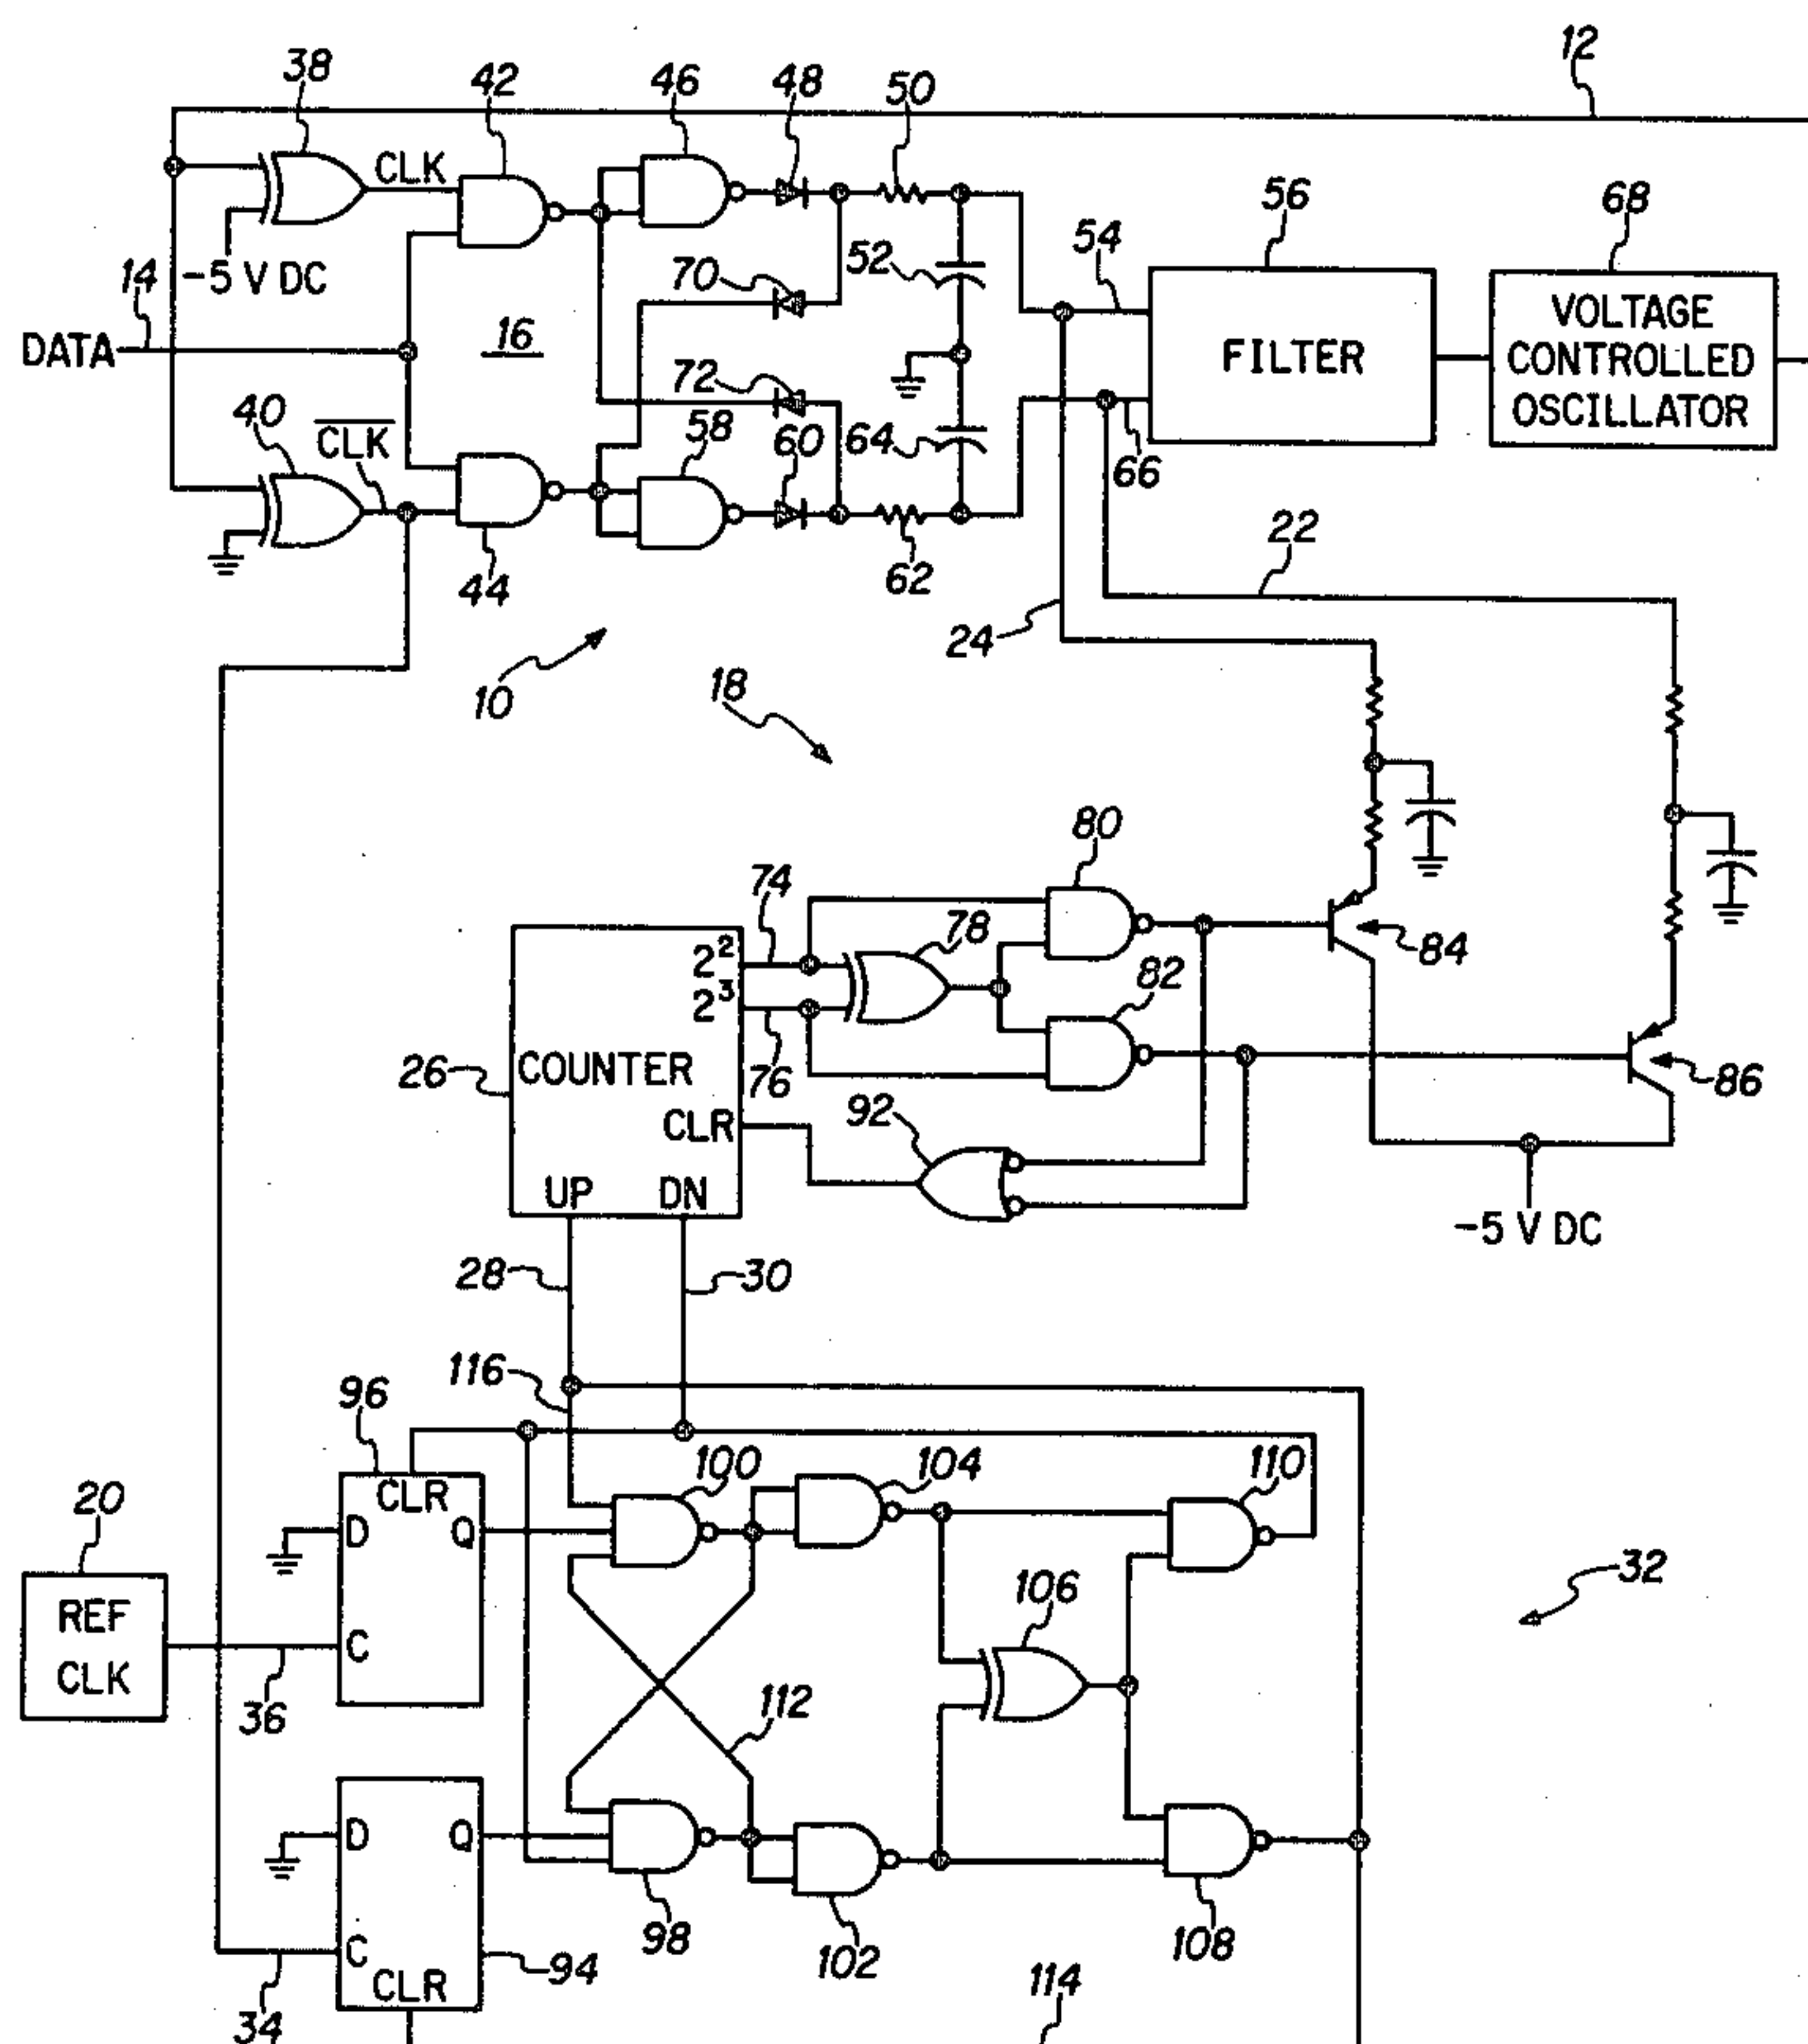 12
38
42
46
48
50
CLK
-5 V DC
14
DATA
16
70
52
54
56
68
FILTER
VOLTAGE
CONTROLLED
OSCILLATOR
72
40
CLK
58
60
64
66
44
62
22
24
10
18
80
74
78
84
2²
2³
82
26
COUNTER
76
86
92
CLR
UP
DN
-5 V DC
28
30
116
96
100
104
110
20
CLR
D
Q
106
32
REF
CLK
C
36
112
D
Q
98
102
108
C
94
CLR
114
34